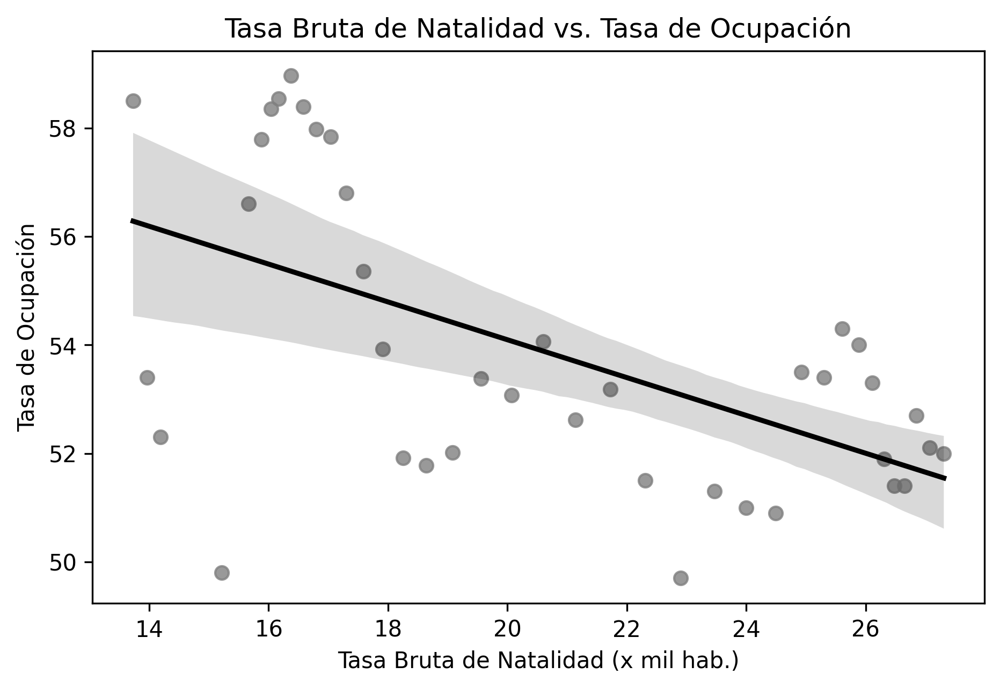 Tasa Bruta de Natalidad vs. Tasa de Ocupación
Tasa de Ocupación
58
56
54
52
50
14 16 18 20 22 24 26
Tasa Bruta de Natalidad (x mil hab.)